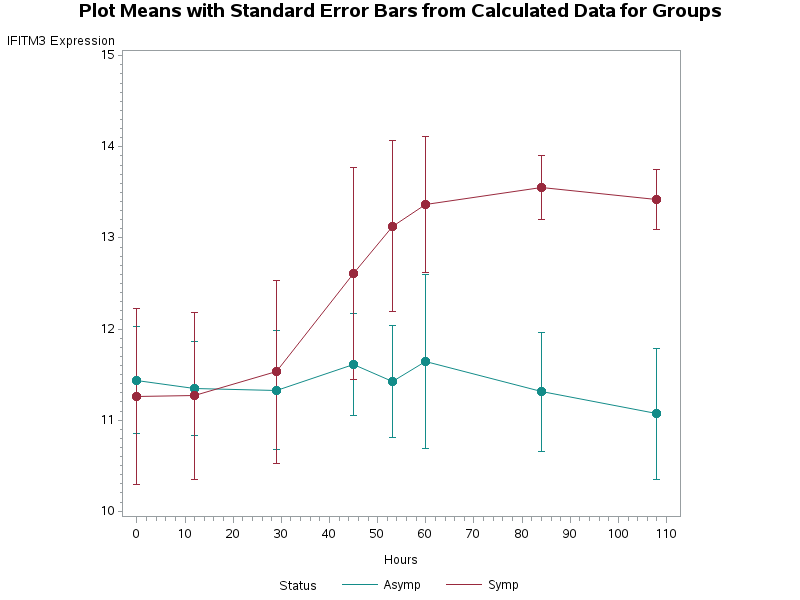 Plot Means with Standard Error Bars from Calculated Data for Groups
IFITM3 Expression
15
14
13
12
11
10
0 10 20 30 40 50 60 70 80 90 100 110
Hours
Status Asymp Symp